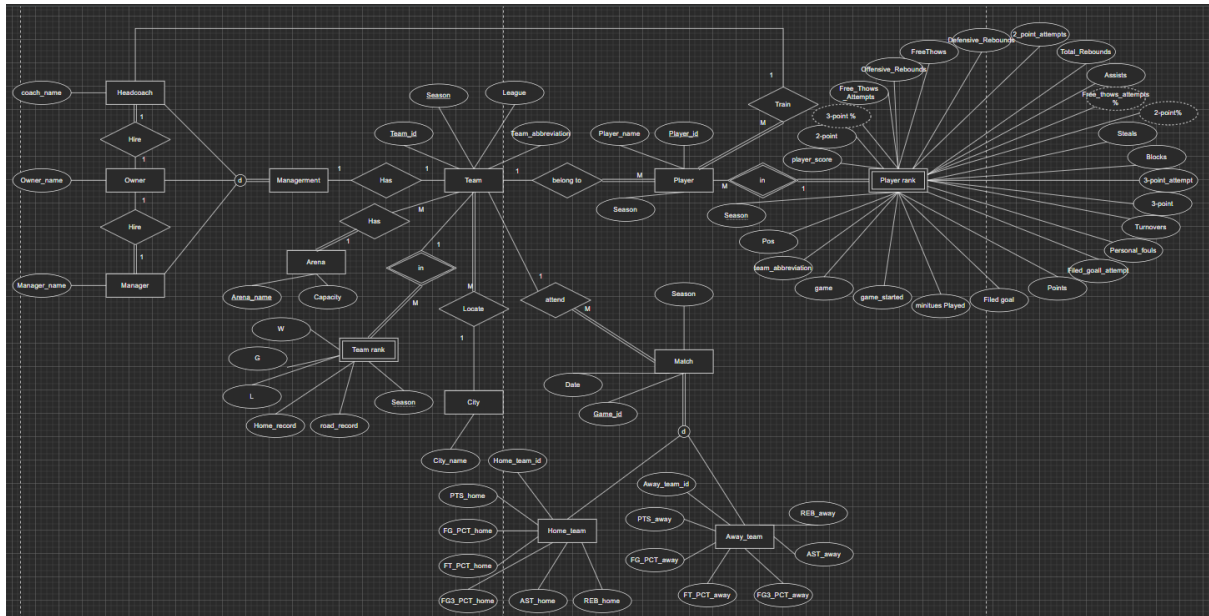 FreeThows
Defensive_Rebounds
2_point_attempts
Total_Rebounds
Offensive_Rebounds
Assists
coach_name
Headcoach
Season
League
1
Free_Thows_
Attempts
Free_thows_attempts
%
Train
3-point %
2-point%
1
Team_id
Team_abbreviation
Player_name
Player_id
M
2-point
Steals
Hire
1
player_score
Blocks
Owner_name
Owner
d
Managerment
1
Has
1
Team
1
belong to
M
Player
M
in
1
Player rank
3-point_attempt
1
3-point
Season
Season
Hire
Has
M
1
Turnovers
Pos
Personal_fouls
1
1
Arena
in
team_abbreviation
Filed_goall_attempt
Manager_name
Manager
game
Points
Arena_name
Capacity
M
1
attend
Season
game_started
minitues Played
Filed goal
M
Locate
M
W
1
Team rank
Match
G
Date
L
Season
City
Game_id
Home_record
road_record
d
City_name
Home_team_id
Away_team_id
PTS_home
REB_away
PTS_away
FG_PCT_home
Home_team
Away_team
FG_PCT_away
AST_away
FT_PCT_home
FG3_PCT_home
AST_home
REB_home
FT_PCT_away
FG3_PCT_away